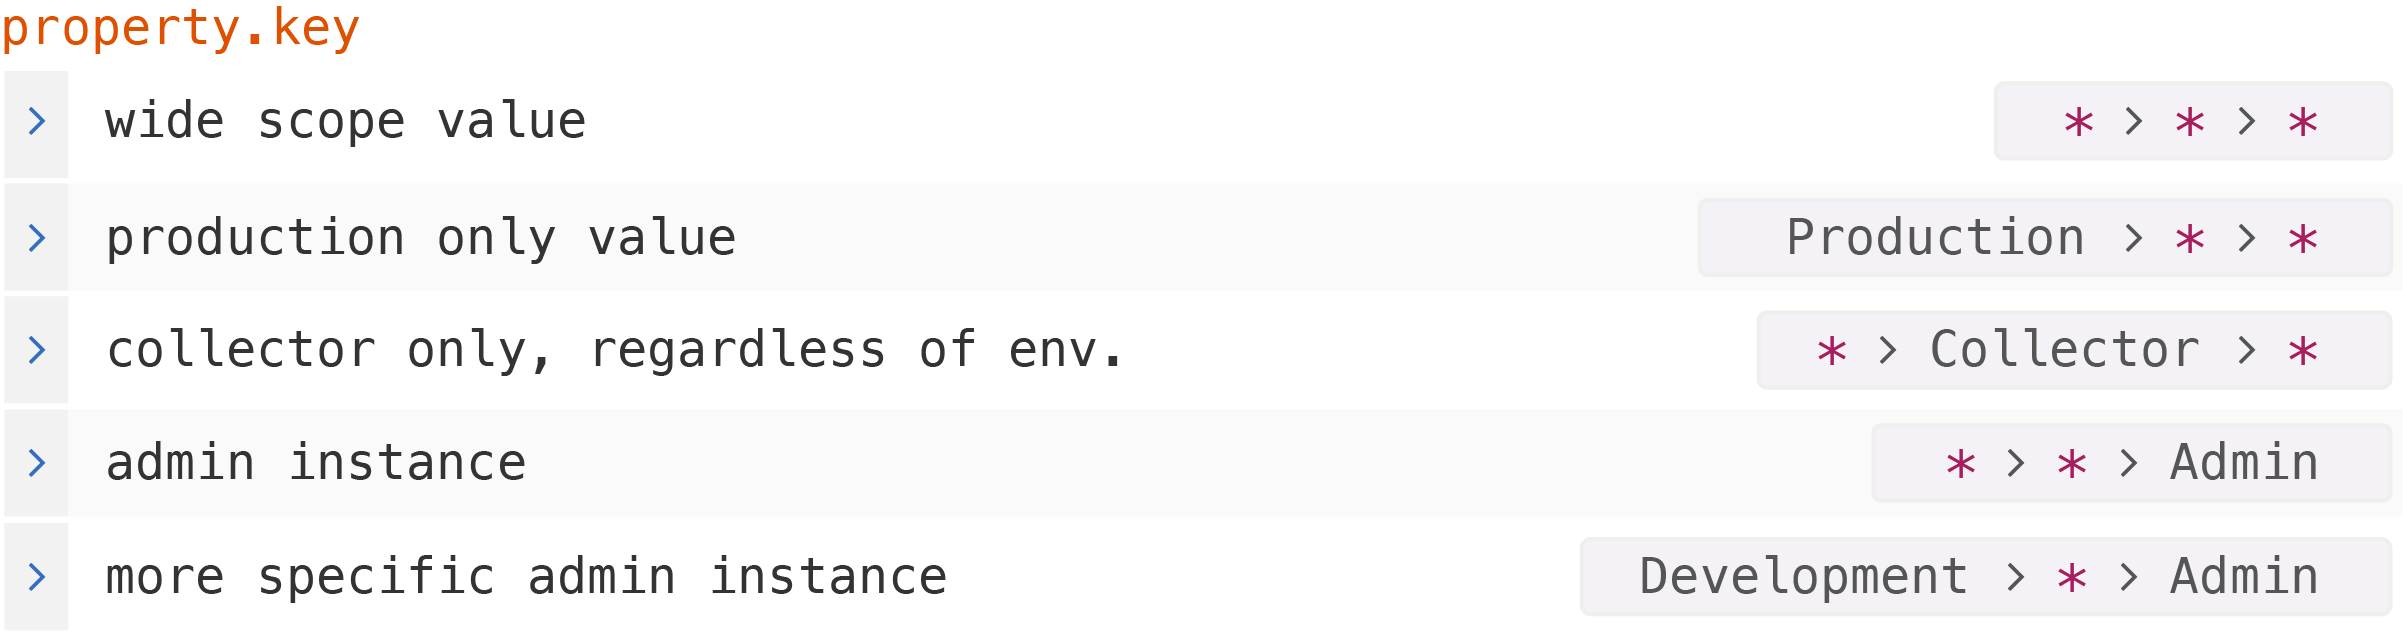 property.key
> wide scope value * > * > *
> production only value Production > * > *
> collector only, regardless of env. * > Collector > *
> admin instance * > * > Admin
> more specific admin instance Development > * > Admin